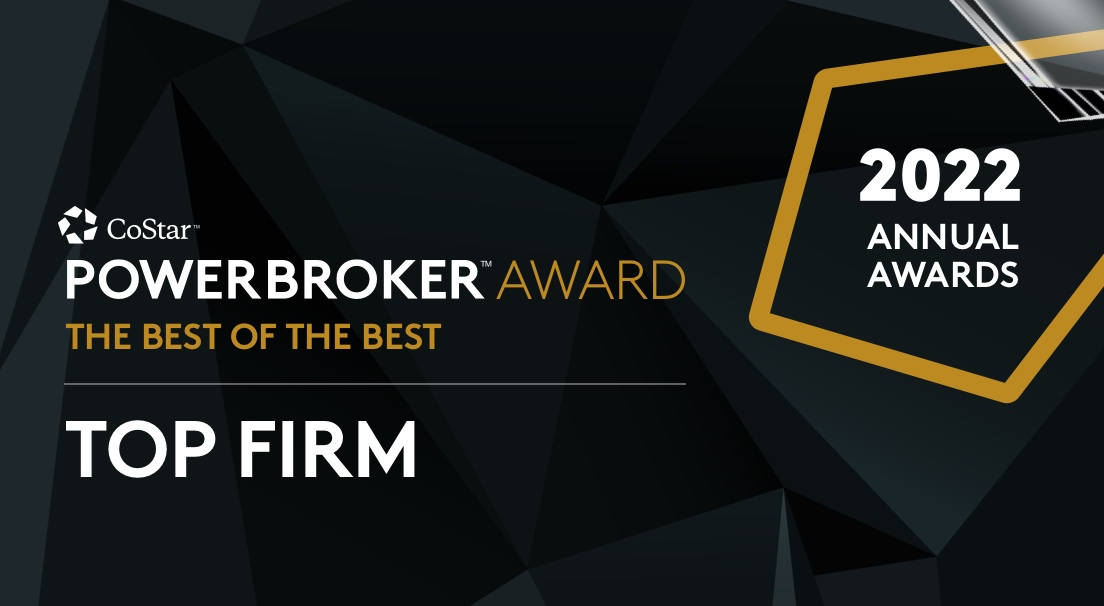 CoStar™
POWERBROKER™ AWARD
THE BEST OF THE BEST
TOP FIRM
2022
ANNUAL
AWARDS